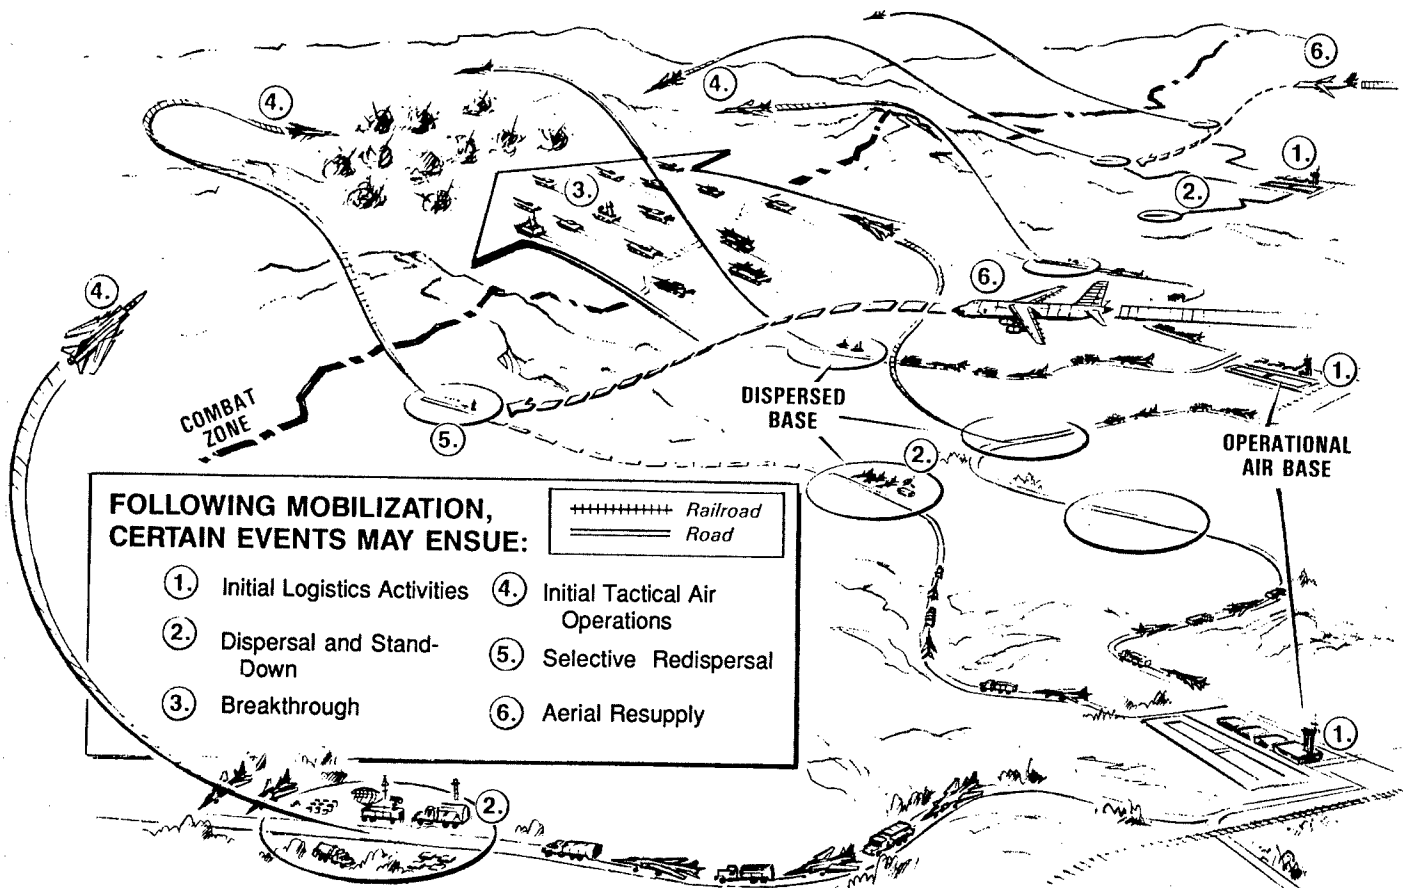 4.
6.
4.
1.
3.
2.
6.
4.
1.
DISPERSED
BASE
COMBAT
ZONE
5.
2.
OPERATIONAL
AIR BASE
FOLLOWING MOBILIZATION,
CERTAIN EVENTS MAY ENSUE:
Railroad
Road
1. Initial Logistics Activities
2. Dispersal and Stand-
Down
3. Breakthrough
4. Initial Tactical Air
Operations
5. Selective Redispersal
6. Aerial Resupply
1.
2.